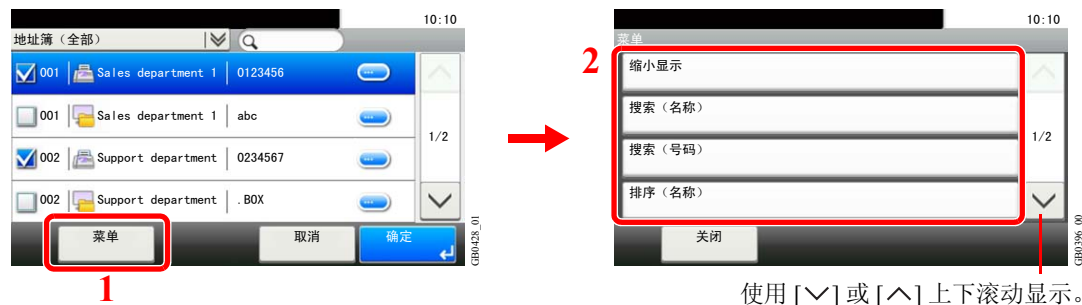 10:10
地址簿（全部）
001 Sales department 1 0123456
001 Sales department 1 abc
1/2
002 Support department 0234567
002 Support department .BOX
菜单 取消 确定
GB0428_01
1
10:10
菜单
2
缩小显示
搜索（名称）
搜索（号码）
1/2
排序（名称）
关闭
GB0396_00
使用 [∨] 或 [∧] 上下滚动显示。